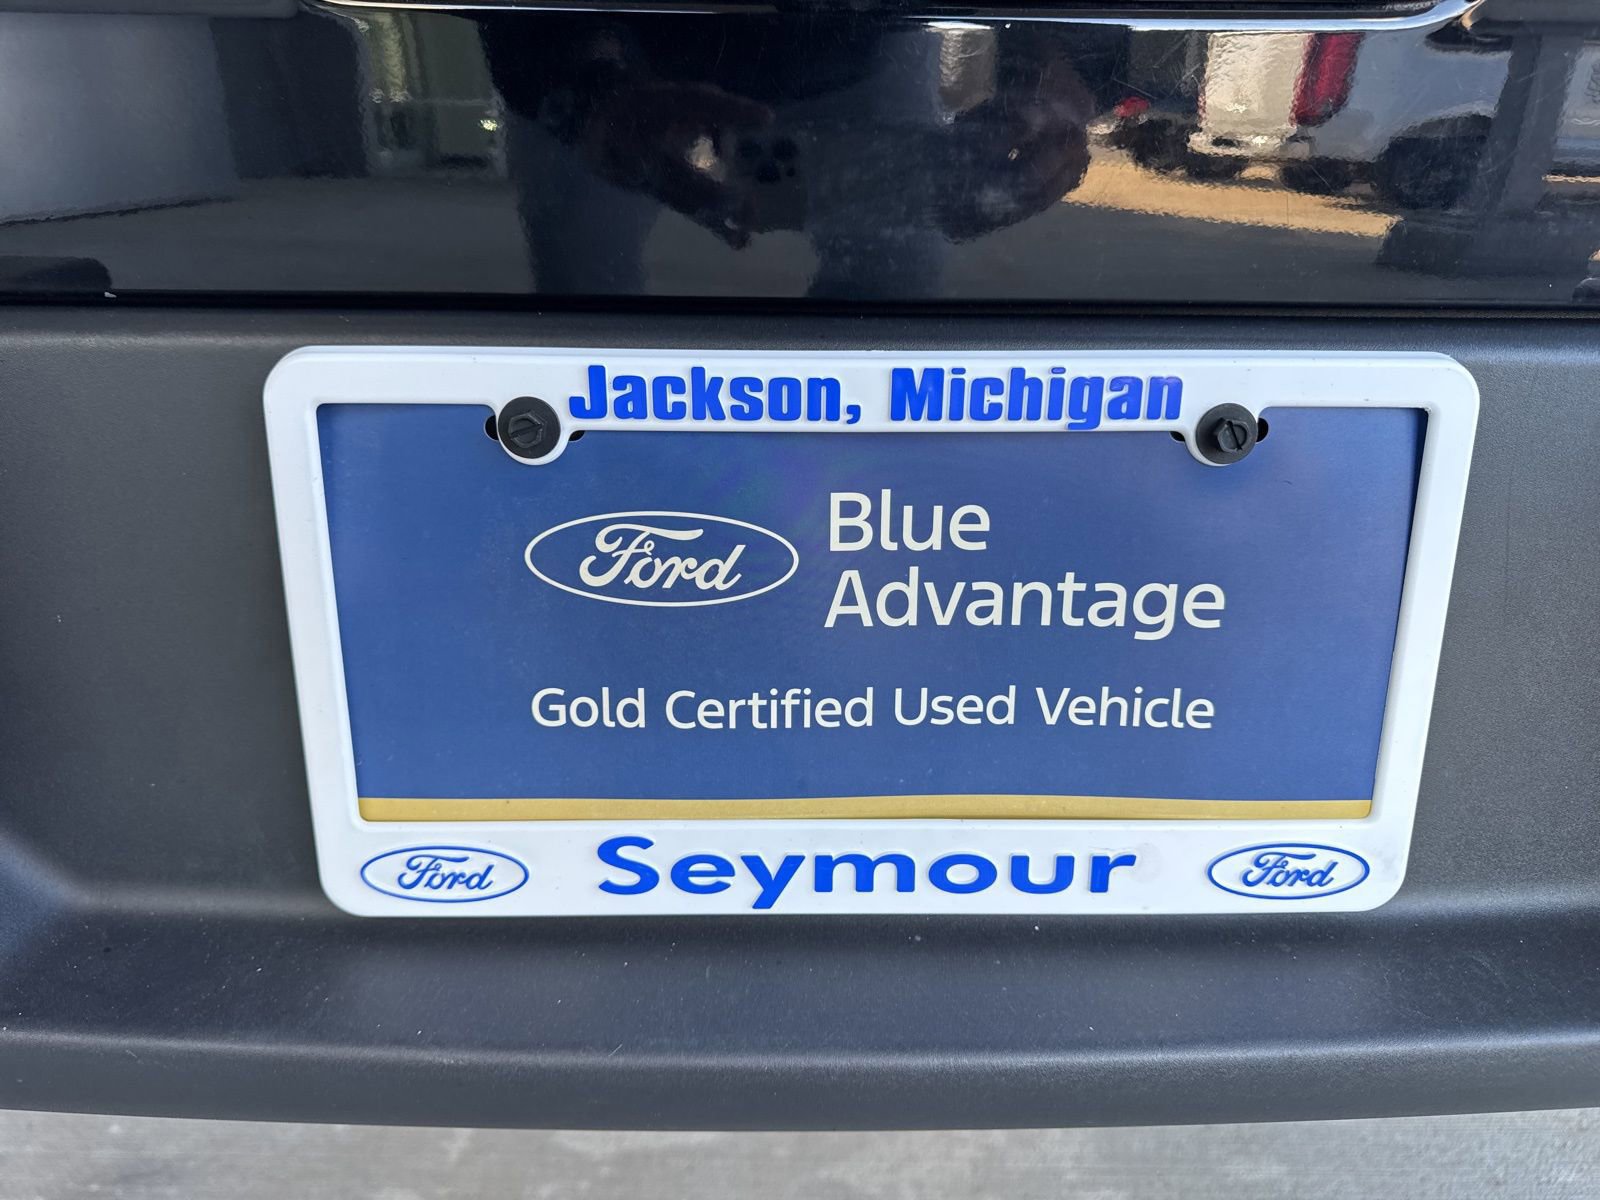 Jackson, Michigan
Ford
Blue
Advantage
Gold Certified Used Vehicle
Ford Seymour Ford